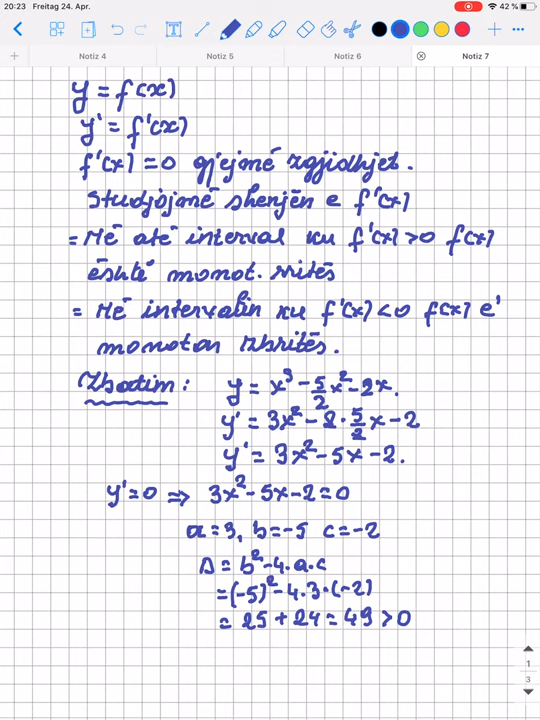 20:23 Freitag 24. Apr. 42 %
Notiz 4 Notiz 5 Notiz 6 Notiz 7
y = f(x)
y' = f'(x)
f'(x) = 0 gjejmë zgjidhjet.
Studjojmë shenjën e f'(x)
= Në atë interval ku f'(x) > 0 f(x)
është monot. rritës
= Në intervalin ku f'(x) < 0 f(x) ë'
monoton zbritës.
Zbatim : y = x³ - 5/2 x² - 2x.
y' = 3x² - 2 · 5/2 x - 2
y' = 3x² - 5x - 2.
y' = 0 ⇒ 3x² - 5x - 2 = 0
a = 3, b = -5 c = -2
Δ = b² - 4 · a · c
= (-5)² - 4 · 3 · (-2)
= 25 + 24 = 49 > 0
1
3